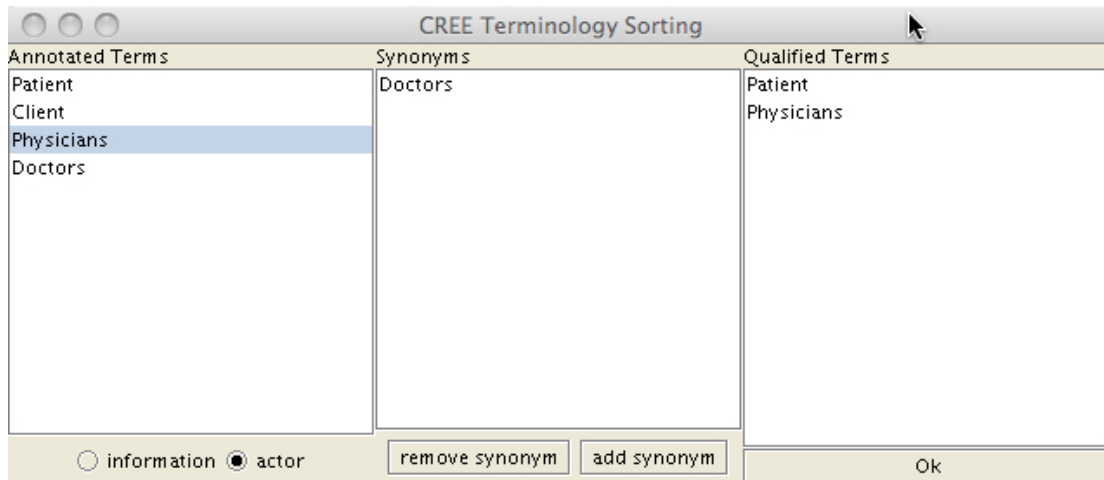 CREE Terminology Sorting
Annotated Terms
Patient
Client
Physicians
Doctors
information actor
Synonyms
Doctors
remove synonym add synonym
Qualified Terms
Patient
Physicians
Ok